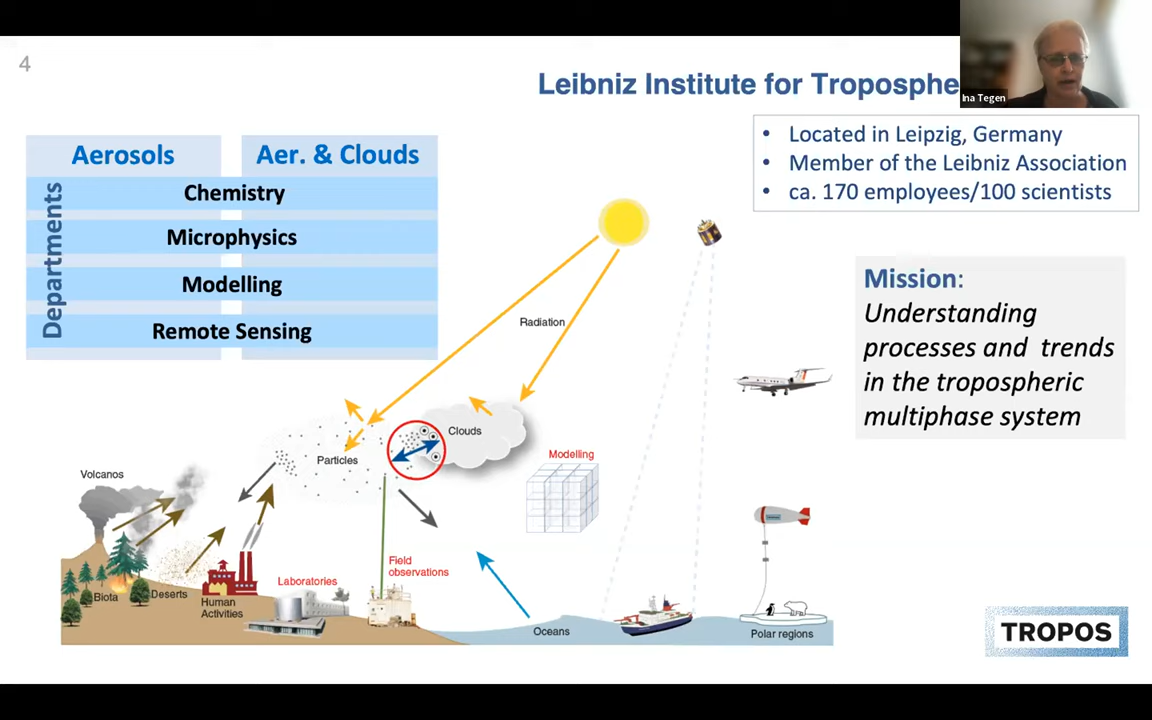 4
Leibniz Institute for Troposphe
Ina Tegen
Located in Leipzig, Germany
Member of the Leibniz Association
ca. 170 employees/100 scientists
Aerosols
Aer. & Clouds
Departments
Chemistry
Microphysics
Modelling
Remote Sensing
Mission:
Understanding
processes and trends
in the tropospheric
multiphase system
Radiation
Clouds
Particles
Modelling
Volcanos
Field
observations
Laboratories
Biota
Deserts
Human
Activities
Oceans
Polar regions
TROPOS